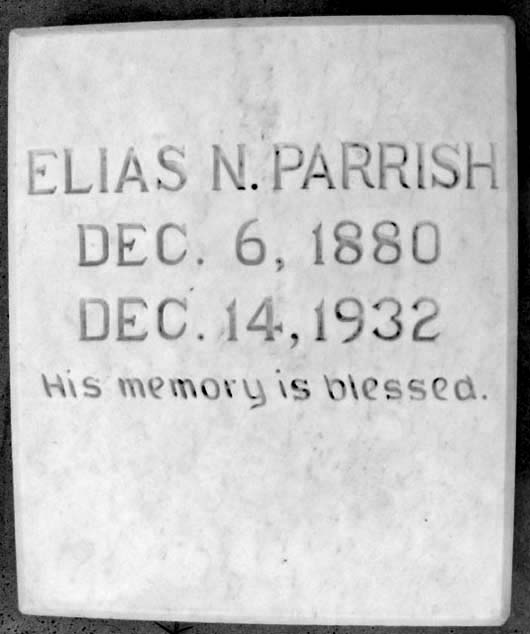 ELIAS N. PARRISH
DEC. 6, 1880
DEC. 14, 1932
His memory is blessed.